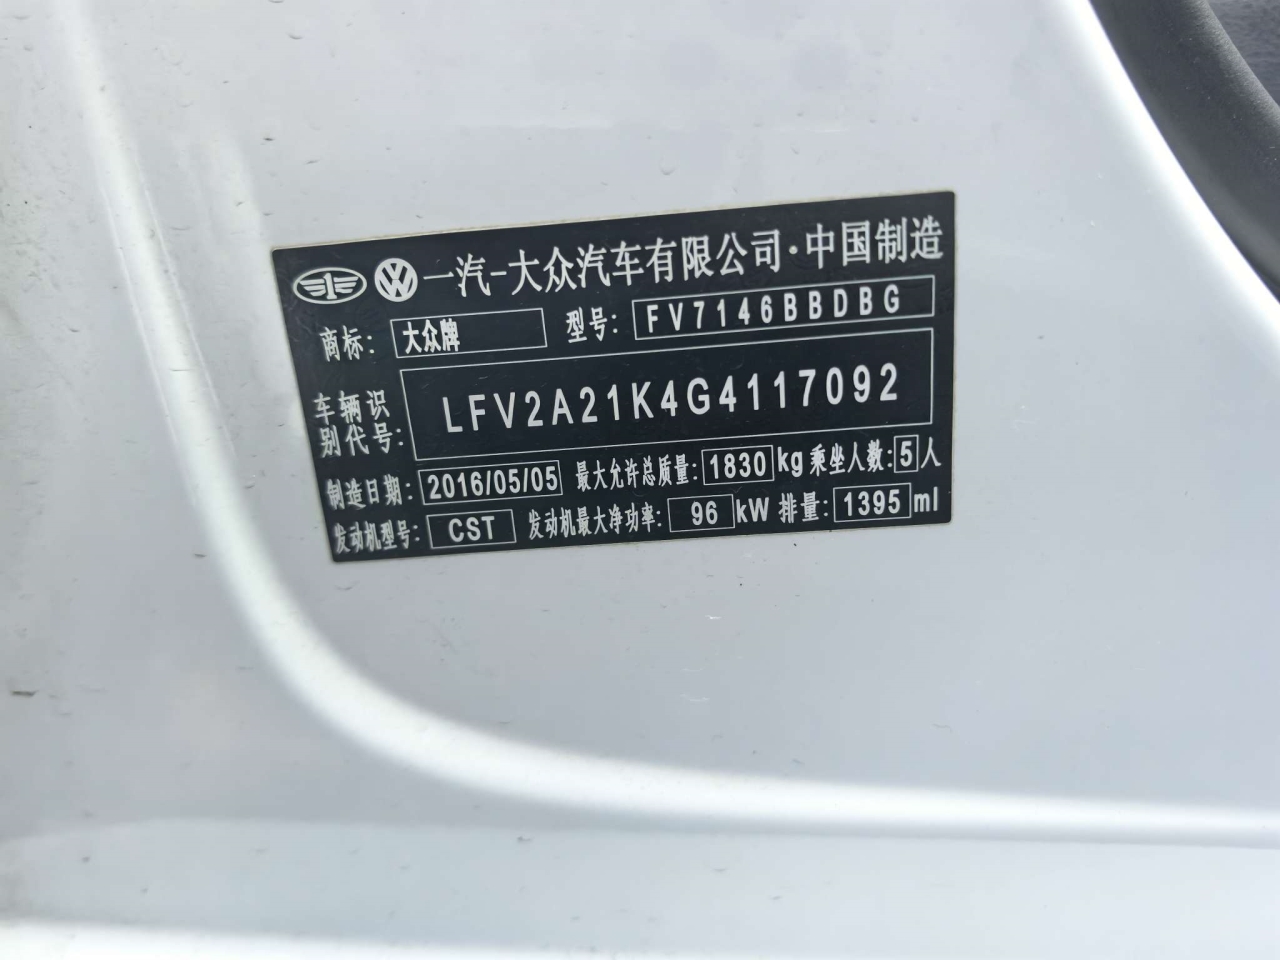 一汽-大众汽车有限公司·中国制造
商标: 大众牌 型号: FV7146BBDBG
车辆识别代号: LFV2A21K4G4117092
制造日期: 2016/05/05 最大允许总质量: 1830 kg 乘坐人数: 5 人
发动机型号: CST 发动机最大净功率: 96 kW 排量: 1395 ml